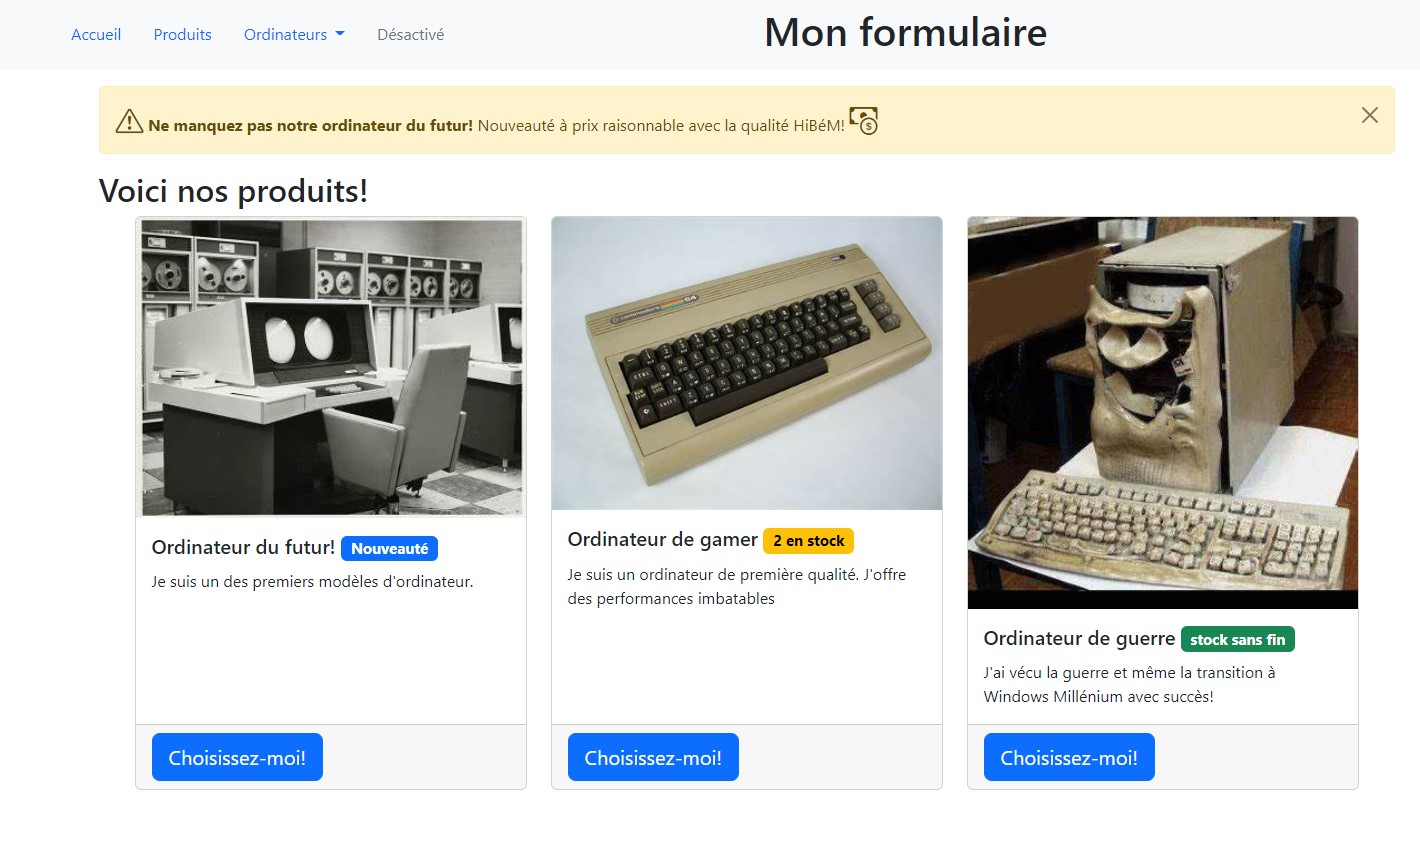 Accueil Produits Ordinateurs Désactivé
Mon formulaire
Ne manquez pas notre ordinateur du futur! Nouveauté à prix raisonnable avec la qualité HiBéM!
Voici nos produits!
commodore 64
Ordinateur du futur! Nouveauté
Je suis un des premiers modèles d'ordinateur.
Choisissez-moi!
Ordinateur de gamer 2 en stock
Je suis un ordinateur de première qualité. J'offre
des performances imbatables
Choisissez-moi!
Ordinateur de guerre stock sans fin
J'ai vécu la guerre et même la transition à
Windows Millénium avec succès!
Choisissez-moi!